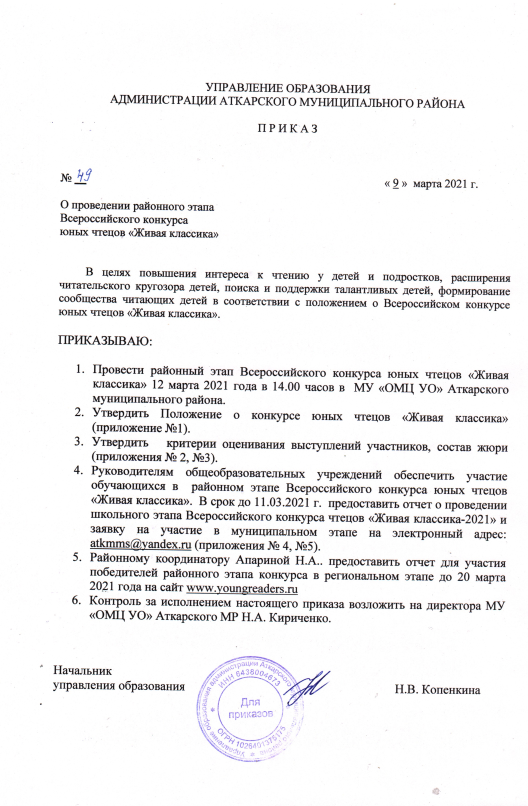 УПРАВЛЕНИЕ ОБРАЗОВАНИЯ
АДМИНИСТРАЦИИ АТКАРСКОГО МУНИЦИПАЛЬНОГО РАЙОНА
П Р И К А З
№ 49
« 9 » марта 2021 г.
О проведении районного этапа
Всероссийского конкурса
юных чтецов «Живая классика»
В целях повышения интереса к чтению у детей и подростков, расширения
читательского кругозора детей, поиска и поддержки талантливых детей, формирование
сообщества читающих детей в соответствии с положением о Всероссийском конкурсе
юных чтецов «Живая классика».
ПРИКАЗЫВАЮ:
1. Провести районный этап Всероссийского конкурса юных чтецов «Живая
классика» 12 марта 2021 года в 14.00 часов в МУ «ОМЦ УО» Аткарского
муниципального района.
2. Утвердить Положение о конкурсе юных чтецов «Живая классика»
(приложение №1).
3. Утвердить критерии оценивания выступлений участников, состав жюри
(приложения № 2, №3).
4. Руководителям общеобразовательных учреждений обеспечить участие
обучающихся в районном этапе Всероссийского конкурса юных чтецов
«Живая классика». В срок до 11.03.2021 г. предоставить отчет о проведении
школьного этапа Всероссийского конкурса чтецов «Живая классика-2021» и
заявку на участие в муниципальном этапе на электронный адрес:
atkmms@yandex.ru (приложения № 4, №5).
5. Районному координатору Апариной Н.А.. предоставить отчет для участия
победителей районного этапа конкурса в региональном этапе до 20 марта
2021 года на сайт www.youngreaders.ru
6. Контроль за исполнением настоящего приказа возложить на директора МУ
«ОМЦ УО» Аткарского МР Н.А. Кириченко.
Начальник
управления образования
Н.В. Копенкина
Для
приказов
ИНН 6438004673